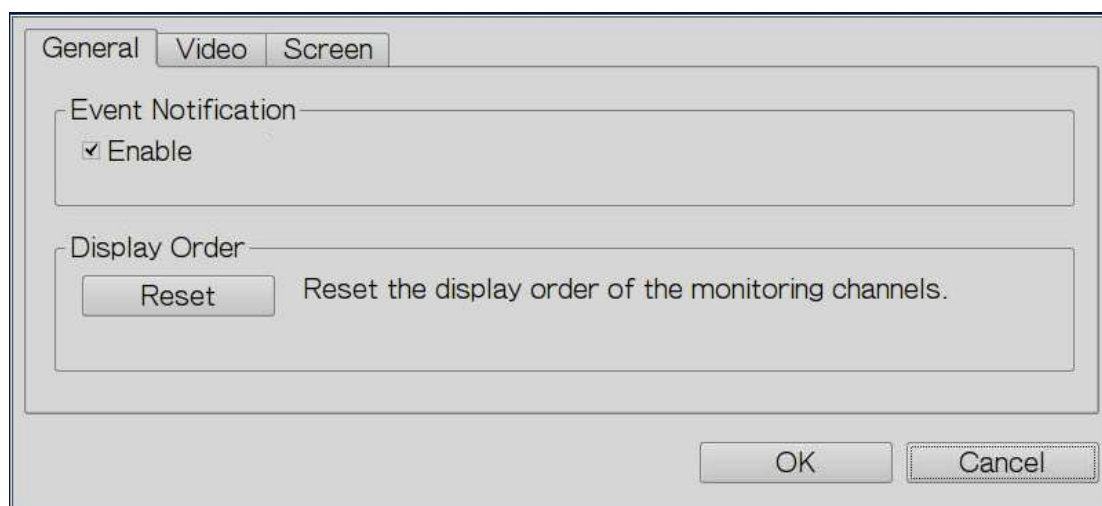 General Video Screen
Event Notification
Enable
Display Order
Reset Reset the display order of the monitoring channels.
OK Cancel